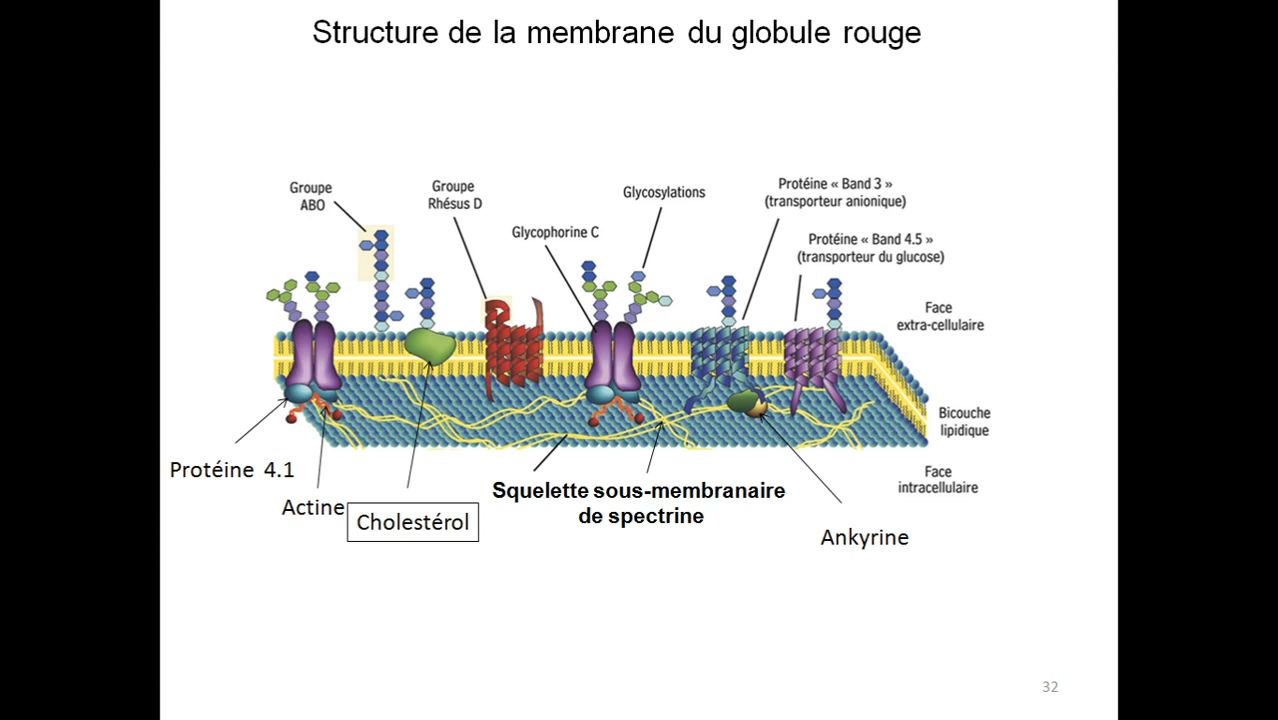 Structure de la membrane du globule rouge
Groupe
ABO
Groupe
Rhésus D
Glycophorine C
Glycosylations
Protéine « Band 3 »
(transporteur anionique)
Protéine « Band 4.5 »
(transporteur du glucose)
Face
extra-cellulaire
Bicouche
lipidique
Face
intracellulaire
Protéine 4.1
Actine
Cholestérol
Squelette sous-membranaire
de spectrine
Ankyrine
32